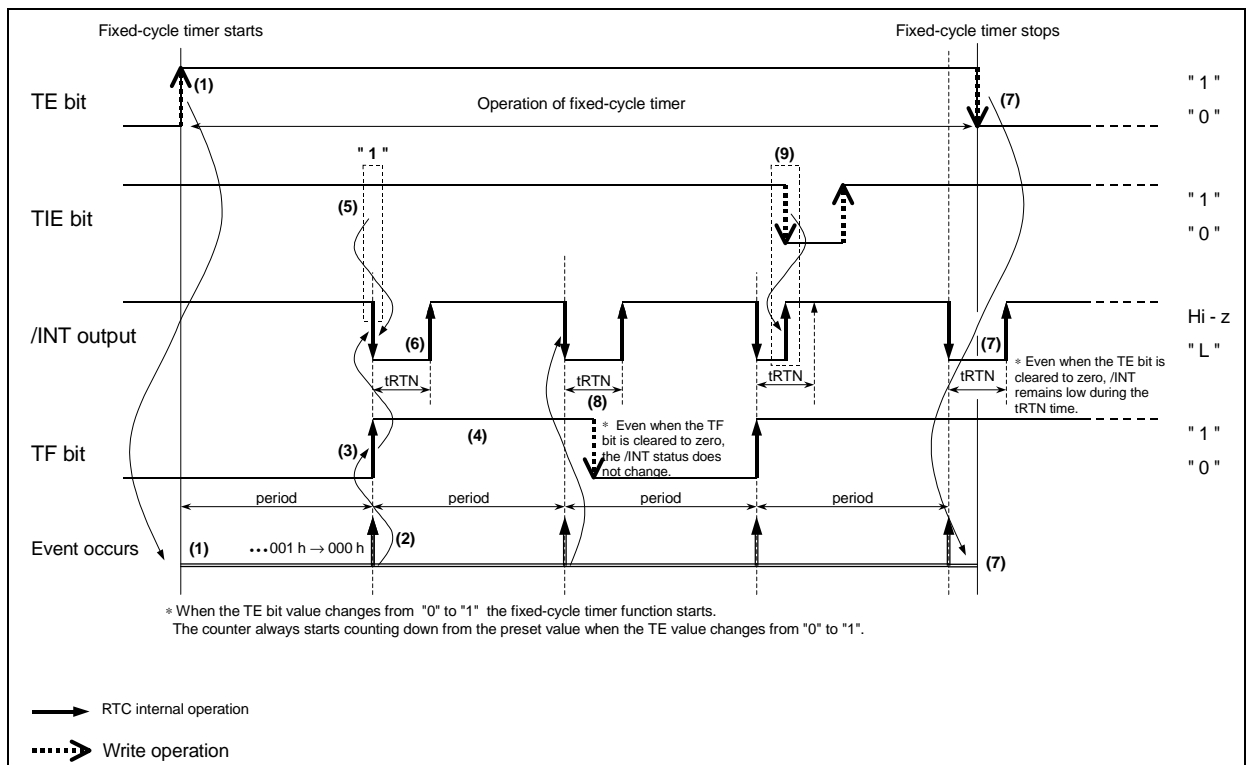 Fixed-cycle timer starts
Fixed-cycle timer stops
TE bit
(1)
Operation of fixed-cycle timer
(7)
" 1 "
" 0 "
" 1 "
(9)
TIE bit
(5)
" 1 "
" 0 "
/INT output
(6)
(7)
Hi - z
" L "
tRTN
tRTN
tRTN
tRTN
* Even when the TE bit is
cleared to zero, /INT
remains low during the
tRTN time.
(8)
TF bit
(3)
(4)
* Even when the TF
bit is cleared to zero,
the /INT status does
not change.
" 1 "
" 0 "
period
period
period
period
Event occurs
(1)
•••001 h → 000 h
(2)
(7)
* When the TE bit value changes from "0" to "1" the fixed-cycle timer function starts.
The counter always starts counting down from the preset value when the TE value changes from "0" to "1".
RTC internal operation
Write operation